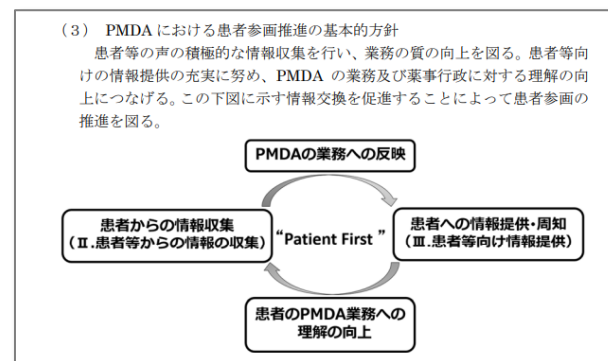 （３） PMDA における患者参画推進の基本的方針
患者等の声の積極的な情報収集を行い、業務の質の向上を図る。患者等向
けの情報提供の充実に努め、PMDA の業務及び薬事行政に対する理解の向
上につなげる。この下図に示す情報交換を促進することによって患者参画の
推進を図る。
PMDAの業務への反映
患者からの情報収集
（Ⅱ.患者等からの情報の収集）
“Patient First ”
患者への情報提供・周知
（Ⅲ.患者等向け情報提供）
患者のPMDA業務への
理解の向上